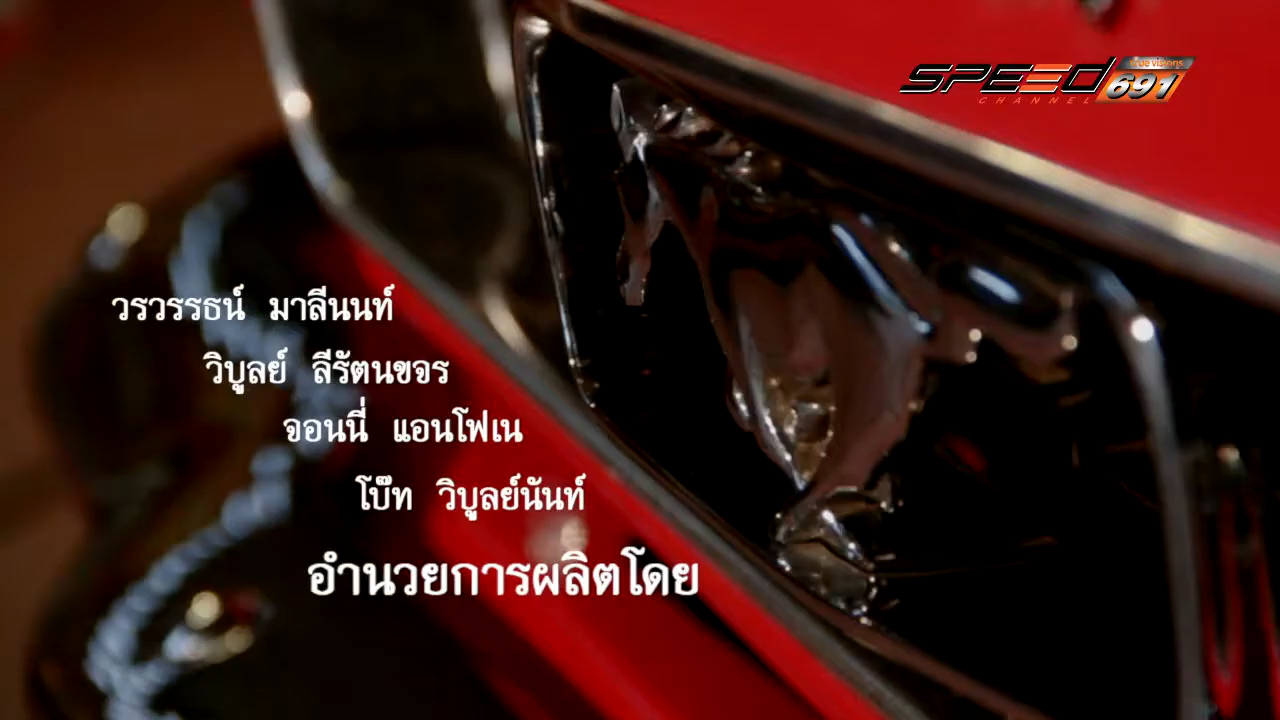 SPEED
true visions
CHANNEL
691
วรวรรธน์ มาลีนนท์
วิบูลย์ ลีรัตนขจร
จอนนี่ แอนโฟเน
โบ๊ท วิบูลย์นันท์
อำนวยการผลิตโดย